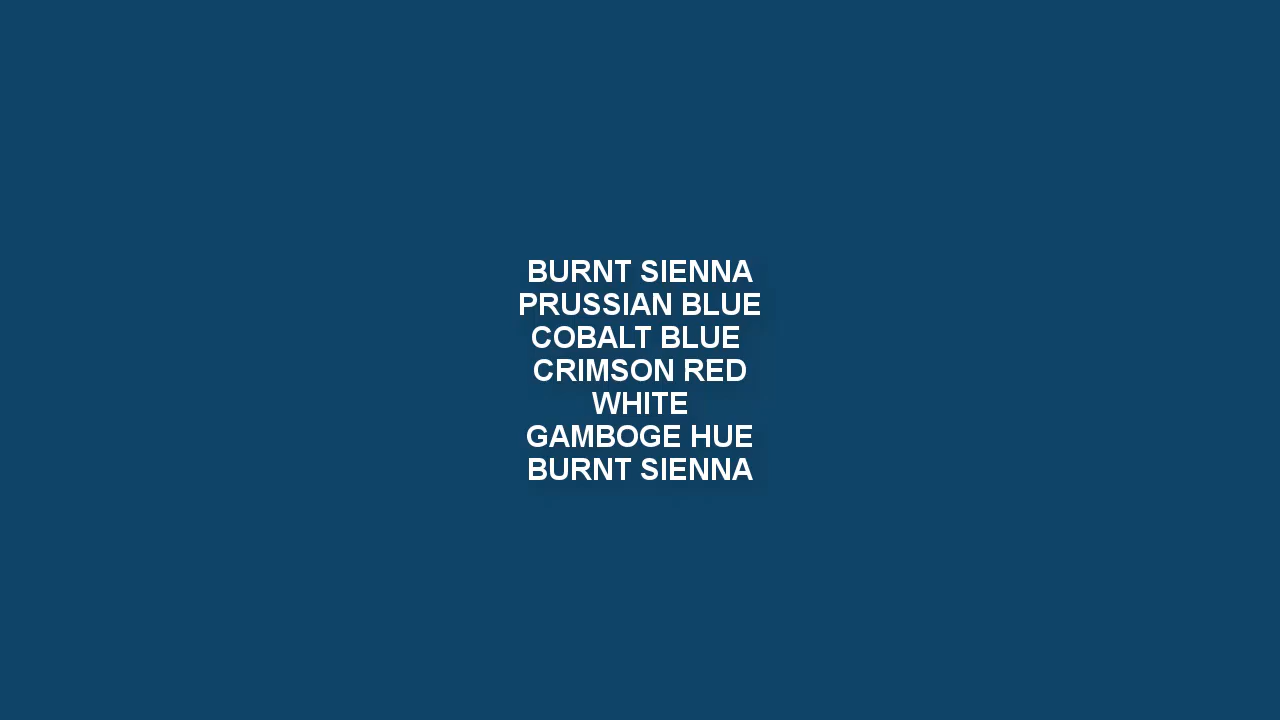 BURNT SIENNA
PRUSSIAN BLUE
COBALT BLUE
CRIMSON RED
WHITE
GAMBOGE HUE
BURNT SIENNA